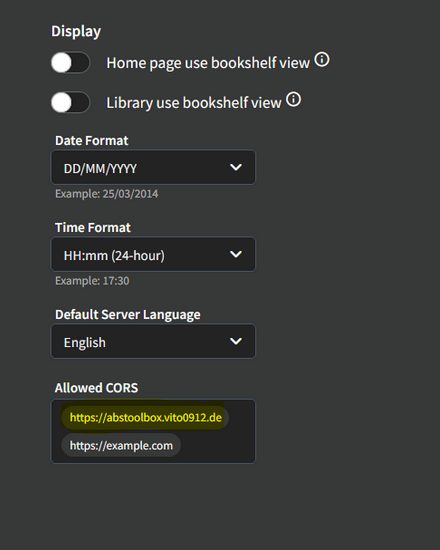 Display
Home page use bookshelf view
Library use bookshelf view
Date Format
DD/MM/YYYY
Example: 25/03/2014
Time Format
HH:mm (24-hour)
Example: 17:30
Default Server Language
English
Allowed CORS
https://abstoolbox.vito0912.de
https://example.com